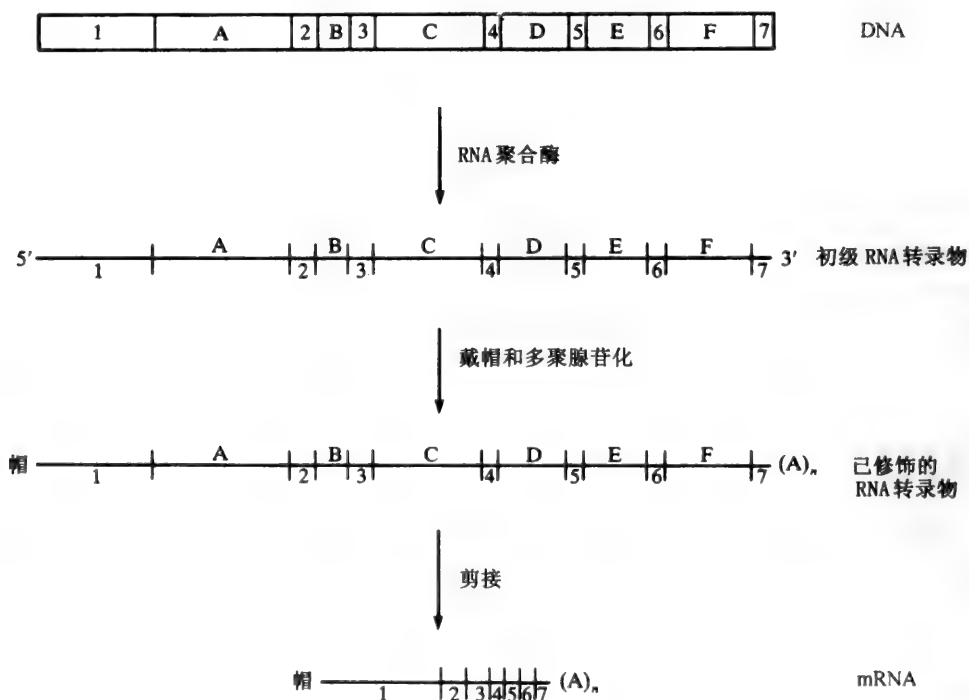 1 A 2 B 3 C 4 D 5 E 6 F 7 DNA
RNA聚合酶
5′ 1 A 2 B 3 C 4 D 5 E 6 F 7 3′ 初级 RNA转录物
戴帽和多聚腺苷化
帽 1 A 2 B 3 C 4 D 5 E 6 F 7 (A)n 已修饰的
RNA转录物
剪接
帽 1 2 3 4 5 6 7 (A)n mRNA